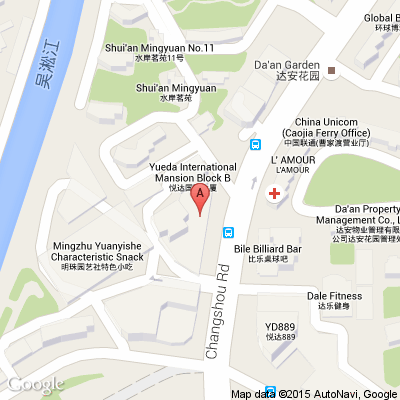 吴淞江
Shui'an Mingyuan No.11
水岸茗苑11号
Global B
环球博
Da'an Garden
达安花园
Shui'an Mingyuan
水岸茗苑
China Unicom
(Caojia Ferry Office)
中国联通(曹家渡营业厅)
L' AMOUR
L'AMOUR
Yueda International
Mansion Block B
悦达国
厦
A
Da'an Property
Management Co., L
达安物业管理有限
公司达安花园管理处
Mingzhu Yuanyishe
Characteristic Snack
明珠园艺社特色小吃
Bile Billiard Bar
比乐桌球吧
Changshou Rd
Dale Fitness
达乐健身
YD889
悦达889
Google
Map data ©2015 AutoNavi, Google